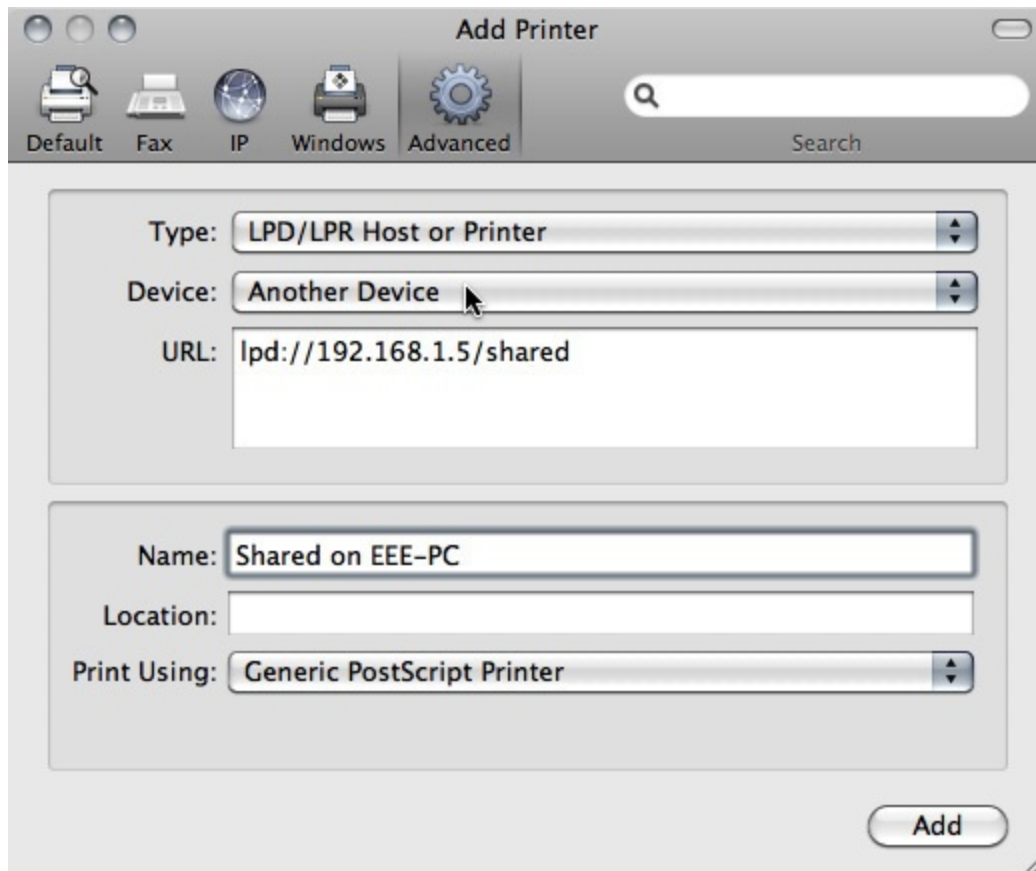 Add Printer
Default Fax IP Windows Advanced Search
Type: LPD/LPR Host or Printer
Device: Another Device
URL: lpd://192.168.1.5/shared
Name: Shared on EEE-PC
Location:
Print Using: Generic PostScript Printer
Add